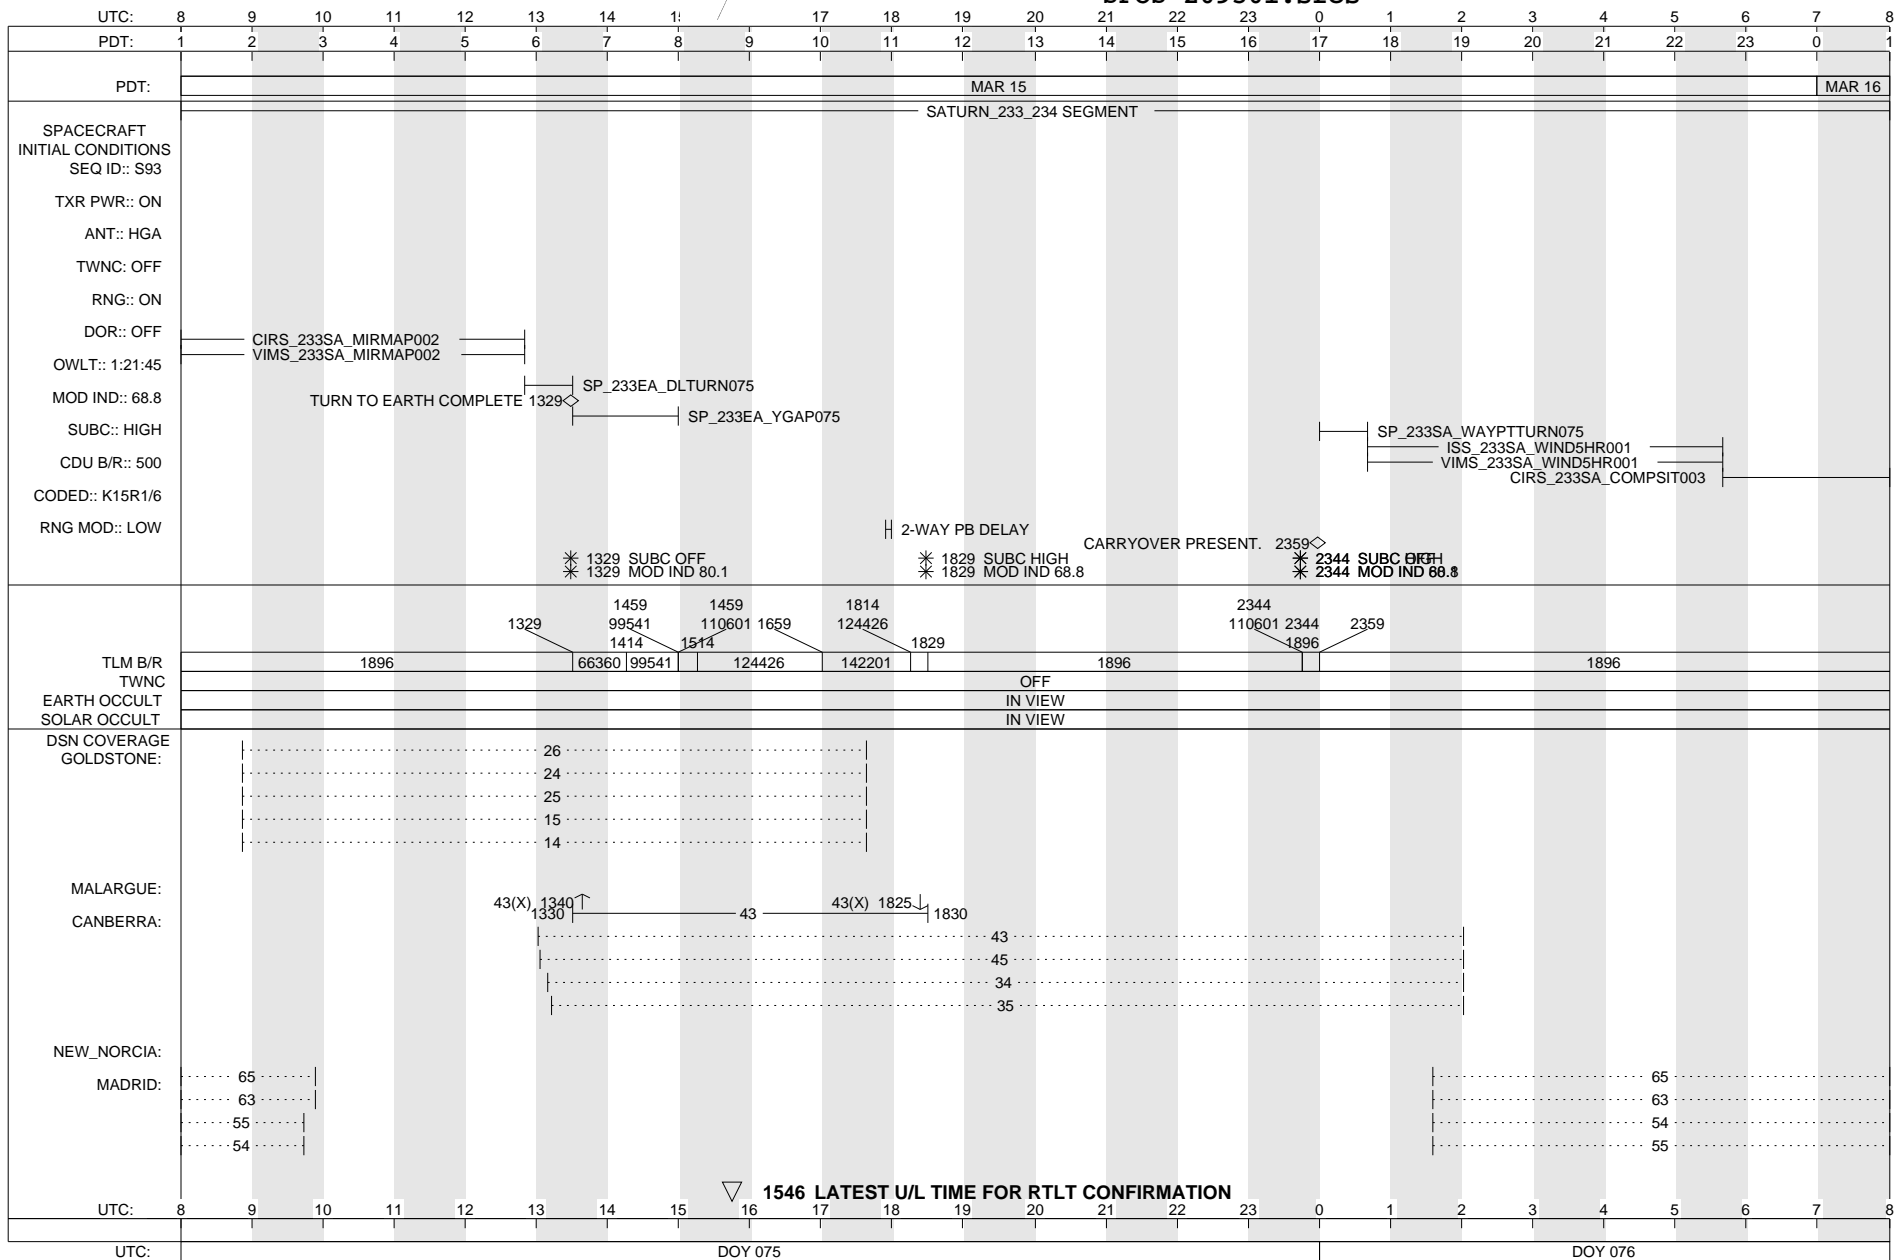 UTC: 8 9 10 11 12 13 14 17 18 19 20 21 22 23 0 1 2 3 4 5 6 7 8
PDT: 1 2 3 4 5 6 7 8 9 10 11 12 13 14 15 16 17 18 19 20 21 22 23 0 1
PDT: MAR 15 MAR 16
SATURN_233_234 SEGMENT
SPACECRAFT
INITIAL CONDITIONS
SEQ ID:: S93
TXR PWR:: ON
ANT:: HGA
TWNC: OFF
RNG:: ON
DOR:: OFF
CIRS_233SA_MIRMAP002
VIMS_233SA_MIRMAP002
OWLT:: 1:21:45
SP_233EA_DLTURN075
MOD IND:: 68.8
TURN TO EARTH COMPLETE 1329
SP_233EA_YGAP075
SUBC:: HIGH
SP_233SA_WAYPTTURN075
ISS_233SA_WIND5HR001
CDU B/R:: 500
VIMS_233SA_WIND5HR001
CIRS_233SA_COMPSIT003
CODED:: K15R1/6
RNG MOD:: LOW
2-WAY PB DELAY
CARRYOVER PRESENT. 2359
1329 SUBC OFF 1829 SUBC HIGH 2344 SUBC
1329 MOD IND 80.1 1829 MOD IND 68.8 2344 MOD IND
1459 1459 1814 2344
1329 99541 110601 1659 124426 110601 2344 2359
1414 1514 1829 1896
TLM B/R 1896 66360 99541 124426 142201 1896 1896
TWNC OFF
EARTH OCCULT IN VIEW
SOLAR OCCULT IN VIEW
DSN COVERAGE
GOLDSTONE:
26
24
25
15
14
MALARGUE:
43(X) 1340 43(X) 1825
CANBERRA: 1330 43 1830
43
45
34
35
NEW_NORCIA:
MADRID:
65 65
63 63
55 54
54 55
1546 LATEST U/L TIME FOR RTLT CONFIRMATION
UTC: 8 9 10 11 12 13 14 15 16 17 18 19 20 21 22 23 0 1 2 3 4 5 6 7 8
UTC: DOY 075 DOY 076